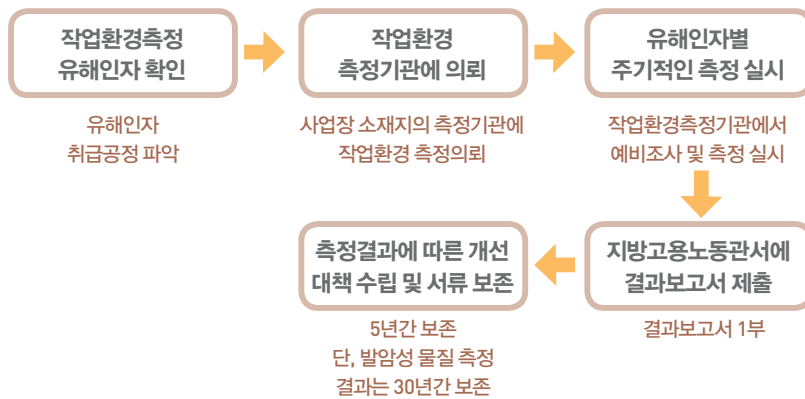 작업환경측정
유해인자 확인
유해인자
취급공정 파악
작업환경
측정기관에 의뢰
사업장 소재지의 측정기관에
작업환경 측정의뢰
유해인자별
주기적인 측정 실시
작업환경측정기관에서
예비조사 및 측정 실시
지방고용노동관서에
결과보고서 제출
결과보고서 1부
측정결과에 따른 개선
대책 수립 및 서류 보존
5년간 보존
단, 발암성 물질 측정
결과는 30년간 보존